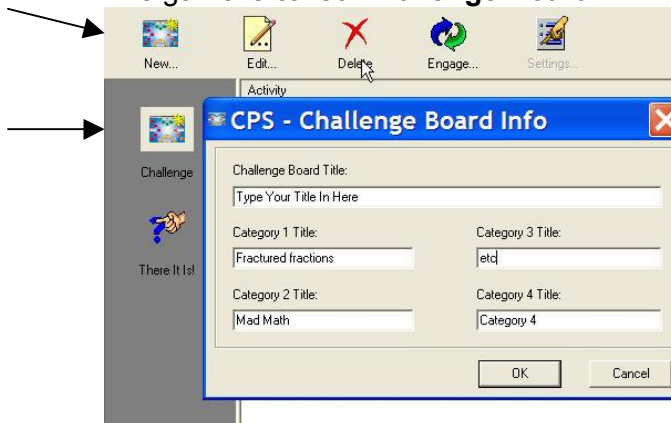 New... Edit... Delete Engage... Settings...
Activity
CPS - Challenge Board Info
Challenge
Challenge Board Title:
Type Your Title In Here
Category 1 Title: Category 3 Title:
Fractured fractions etc
There It Is!
Category 2 Title: Category 4 Title:
Mad Math Category 4
OK Cancel